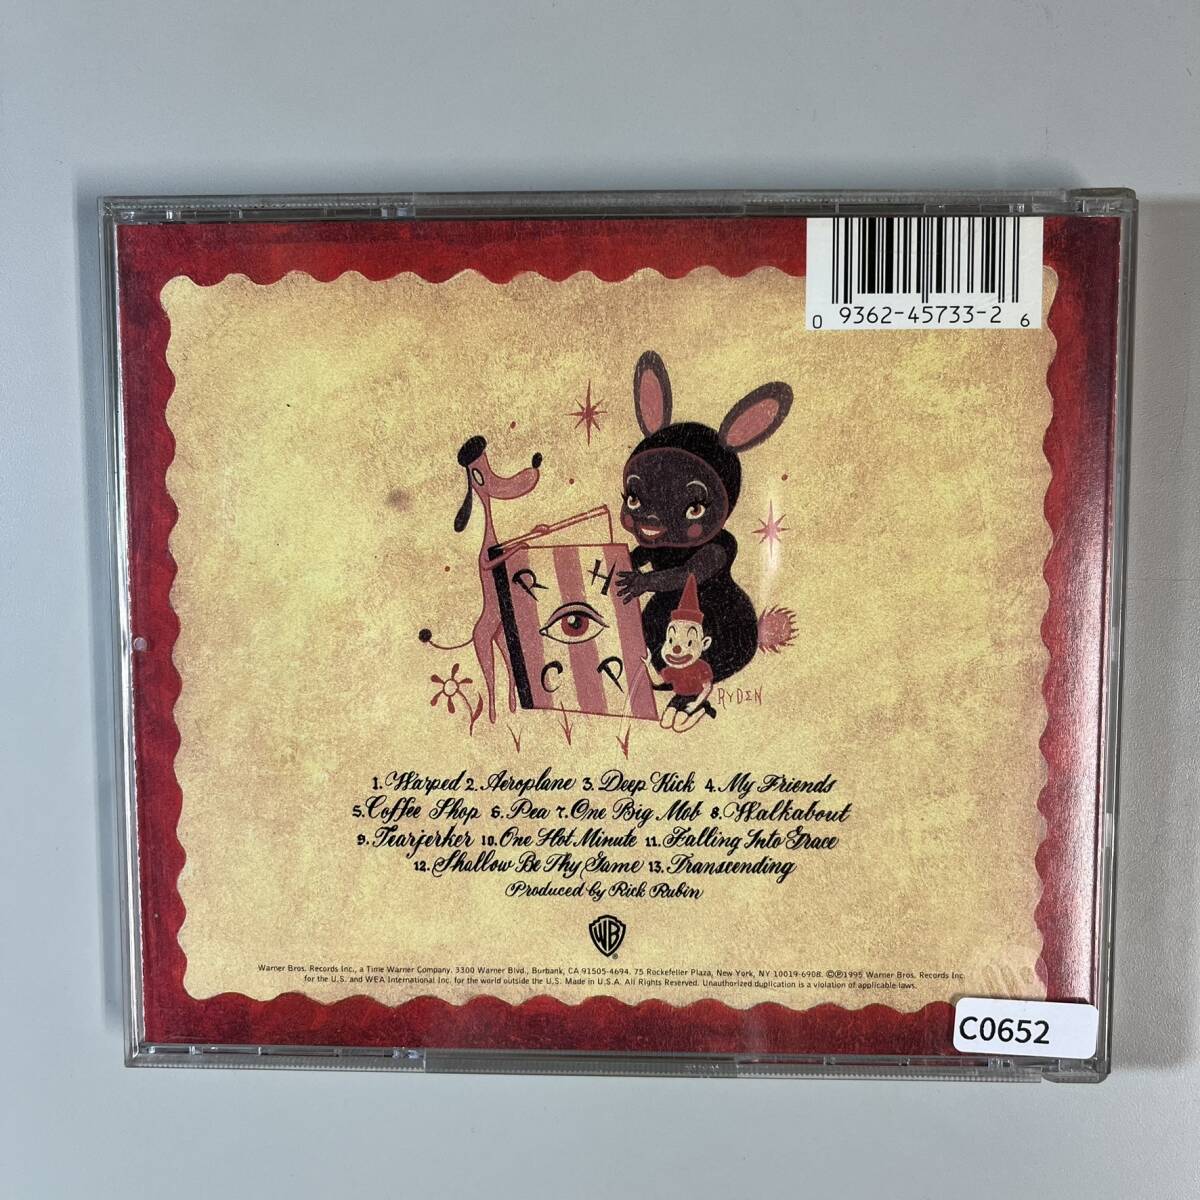 0 9362-45733-2 6
R H
C P
RYDEN
1. Warped 2. Aeroplane 3. Deep Kick 4. My Friends
5. Coffee Shop 6. Pea 7. One Big Mob 8. Walkabout
9. Tearjerker 10. One Hot Minute 11. Falling Into Grace
12. Shallow Be Thy Game 13. Transcending
Produced by Rick Rubin
WB
Warner Bros. Records Inc., a Time Warner Company. 3300 Warner Blvd., Burbank, CA 91505-4694. 75 Rockefeller Plaza, New York, NY 10019-6908. ©℗1995 Warner Bros. Records Inc.
for the U.S. and WEA International Inc. for the world outside the U.S. Made in U.S.A. All Rights Reserved. Unauthorized duplication is a violation of applicable laws.
C0652